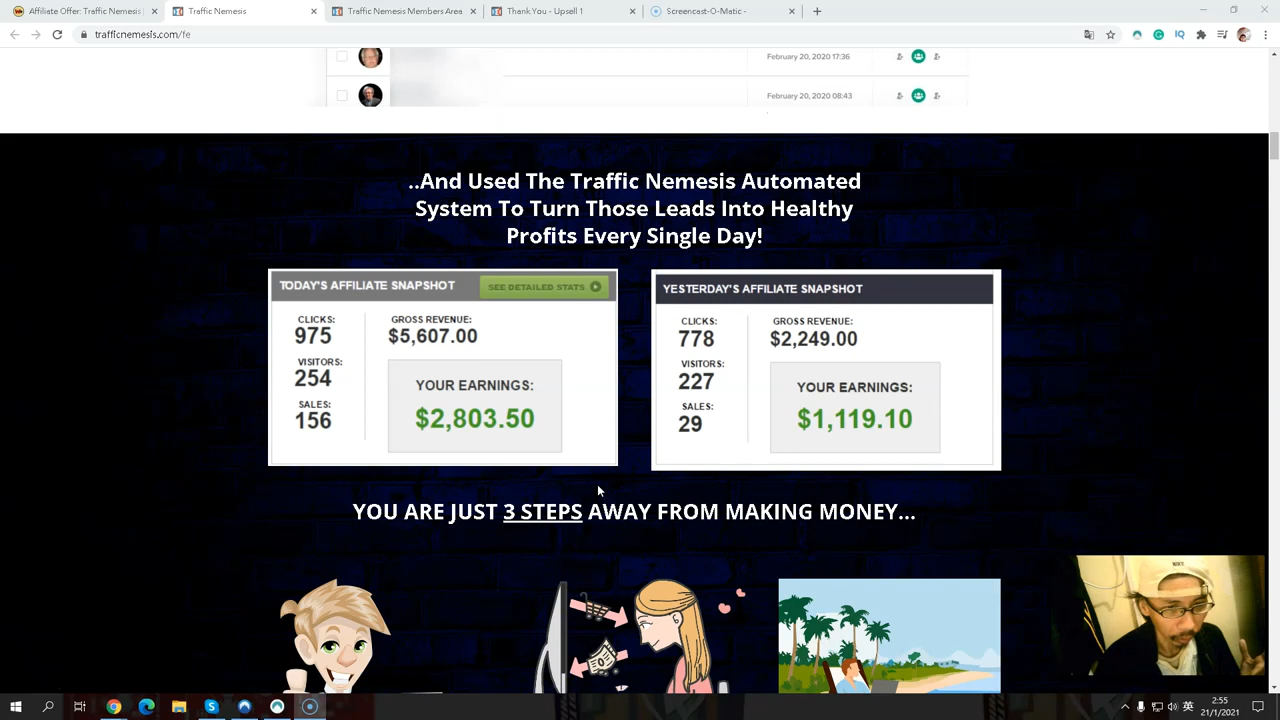 Affiliate Offer: Traffic Nemesis
Traffic Nemesis
Traffic Nemesis Members Area
Thank You - Upsell 1
Screencast-O-Matic -
trafficnemesis.com/fe
February 20, 2020 17:36
February 20, 2020 08:43
..And Used The Traffic Nemesis Automated
System To Turn Those Leads Into Healthy
Profits Every Single Day!
TODAY'S AFFILIATE SNAPSHOT
SEE DETAILED STATS
CLICKS:
975
VISITORS:
254
SALES:
156
GROSS REVENUE:
$5,607.00
YOUR EARNINGS:
$2,803.50
YESTERDAY'S AFFILIATE SNAPSHOT
CLICKS:
778
VISITORS:
227
SALES:
29
GROSS REVENUE:
$2,249.00
YOUR EARNINGS:
$1,119.10
YOU ARE JUST 3 STEPS AWAY FROM MAKING MONEY...
英
2:55
21/1/2021